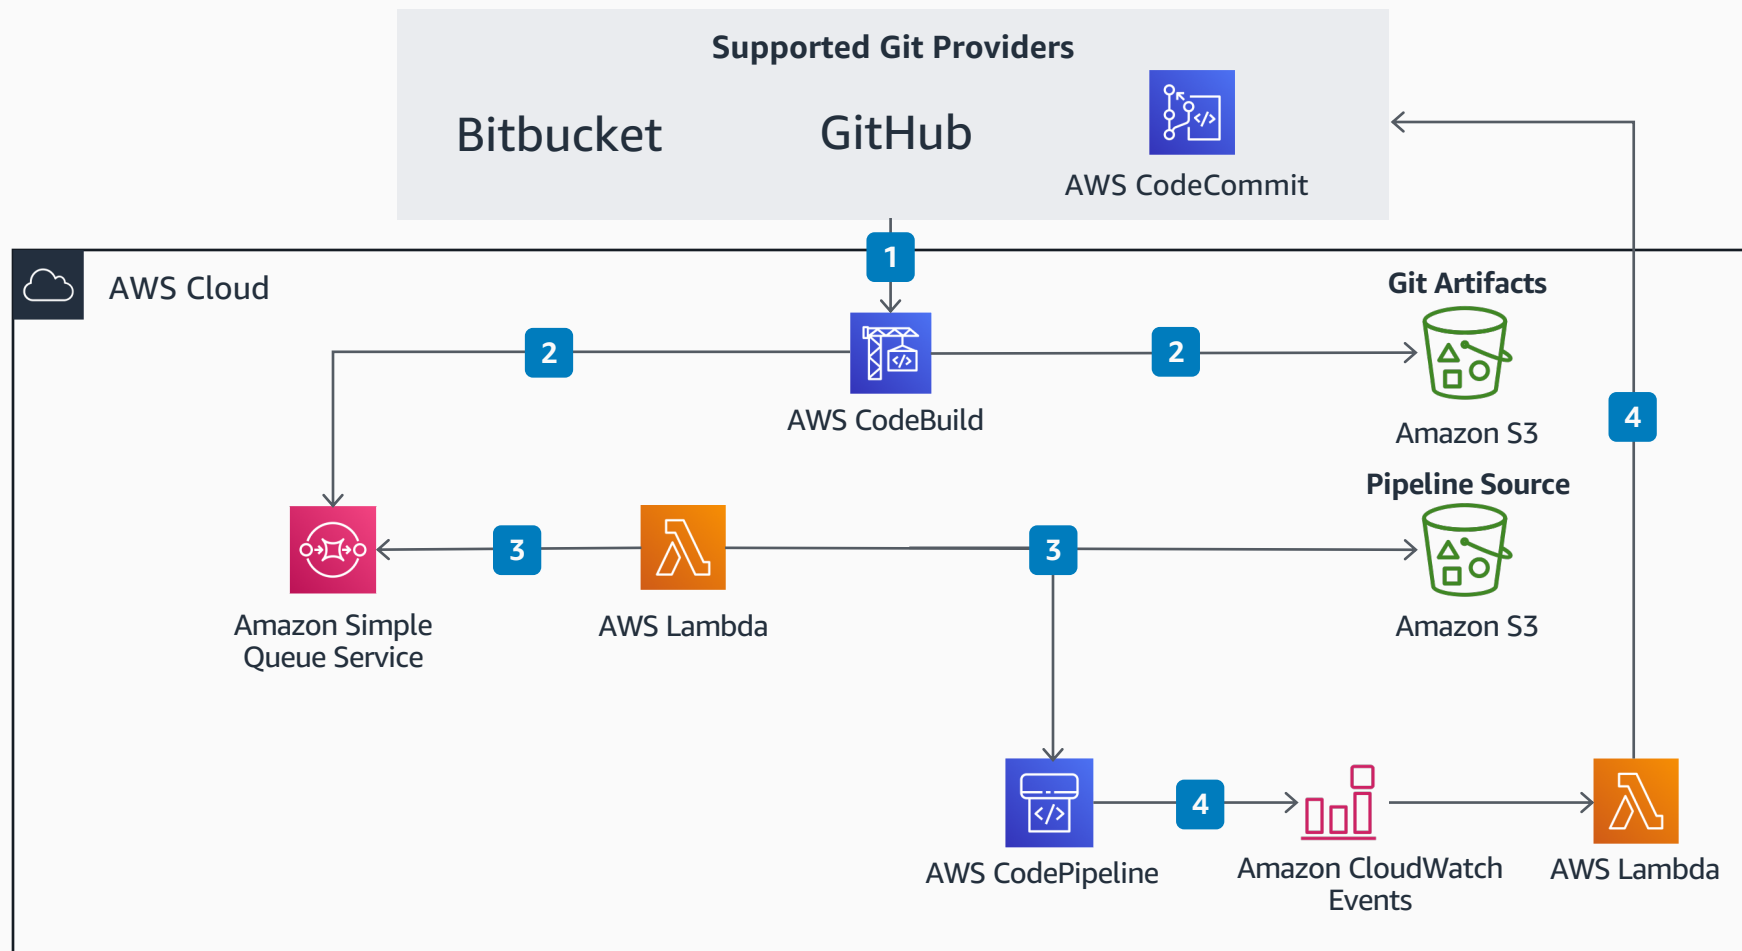 Supported Git Providers
Bitbucket
GitHub
AWS CodeCommit
1
AWS Cloud
Git Artifacts
2
2
AWS CodeBuild
Amazon S3
4
Pipeline Source
3
3
Amazon Simple
Queue Service
AWS Lambda
Amazon S3
4
AWS CodePipeline
Amazon CloudWatch
Events
AWS Lambda